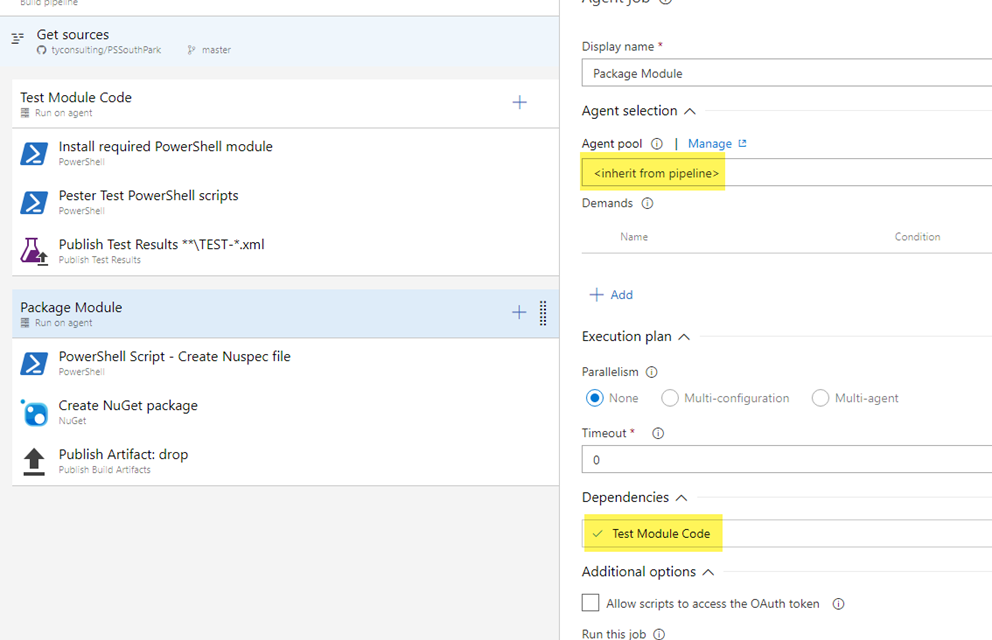 Build pipeline
Get sources
tyconsulting/PSSouthPark master
Test Module Code
Run on agent
Install required PowerShell module
PowerShell
Pester Test PowerShell scripts
PowerShell
Publish Test Results **\TEST-*.xml
Publish Test Results
Package Module
Run on agent
PowerShell Script - Create Nuspec file
PowerShell
Create NuGet package
NuGet
Publish Artifact: drop
Publish Build Artifacts
Agent job
Display name *
Package Module
Agent selection
Agent pool | Manage
<inherit from pipeline>
Demands
Name Condition
Add
Execution plan
Parallelism
None Multi-configuration Multi-agent
Timeout *
0
Dependencies
Test Module Code
Additional options
Allow scripts to access the OAuth token
Run this job